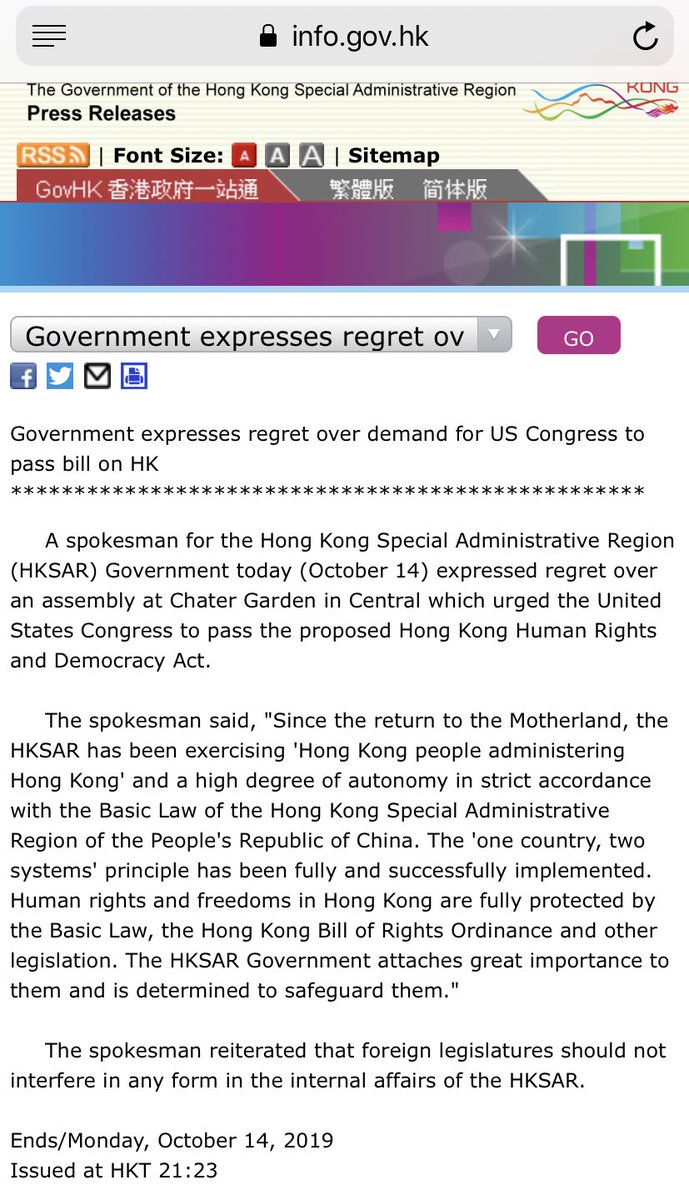 info.gov.hk
The Government of the Hong Kong Special Administrative Region
KONG
Press Releases
RSS | Font Size: A A A | Sitemap
GovHK 香港政府一站通 繁體版 简体版
Government expresses regret ov GO
Government expresses regret over demand for US Congress to
pass bill on HK
**************************************************
A spokesman for the Hong Kong Special Administrative Region
(HKSAR) Government today (October 14) expressed regret over
an assembly at Chater Garden in Central which urged the United
States Congress to pass the proposed Hong Kong Human Rights
and Democracy Act.
The spokesman said, "Since the return to the Motherland, the
HKSAR has been exercising 'Hong Kong people administering
Hong Kong' and a high degree of autonomy in strict accordance
with the Basic Law of the Hong Kong Special Administrative
Region of the People's Republic of China. The 'one country, two
systems' principle has been fully and successfully implemented.
Human rights and freedoms in Hong Kong are fully protected by
the Basic Law, the Hong Kong Bill of Rights Ordinance and other
legislation. The HKSAR Government attaches great importance to
them and is determined to safeguard them."
The spokesman reiterated that foreign legislatures should not
interfere in any form in the internal affairs of the HKSAR.
Ends/Monday, October 14, 2019
Issued at HKT 21:23